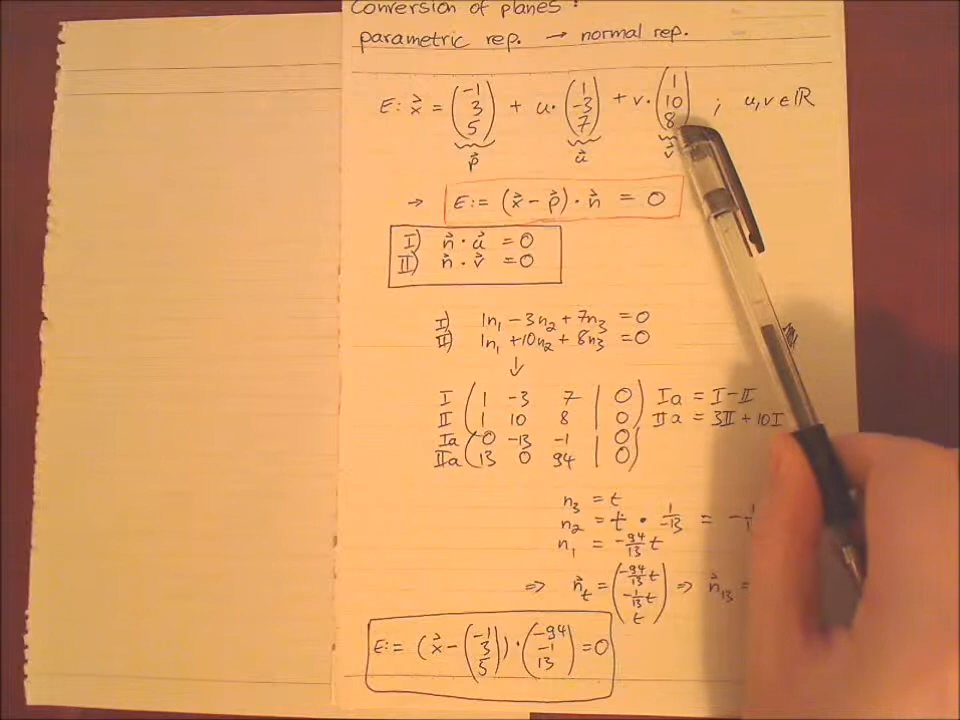 Conversion of planes:
parametric rep. → normal rep.
E: x⃗ = (-1 3 5) + u· (1 -3 7) + v· (1 10 8) ; u,v ∈ ℝ
p⃗ u⃗ v⃗
→ E:= (x⃗ - p⃗) · n⃗ = 0
I) n⃗ · u⃗ = 0
II) n⃗ · v⃗ = 0
I) 1n₁ - 3n₂ + 7n₃ = 0
II) 1n₁ + 10n₂ + 8n₃ = 0
↓
I ( 1 -3 7 | 0 ) Ia = I - II
II ( 1 10 8 | 0 ) IIa = 3II + 10I
Ia ( 0 -13 -1 | 0 )
IIa ( 13 0 94 | 0 )
n₃ = t
n₂ = t · 1/-13 = -
n₁ = -94/13 t
⇒ n⃗ₜ = (-94/13 t -1/13 t t) ⇒ n⃗₁₃ =
E:= (x⃗ - (-1 3 5)) · (-94 -1 13) = 0